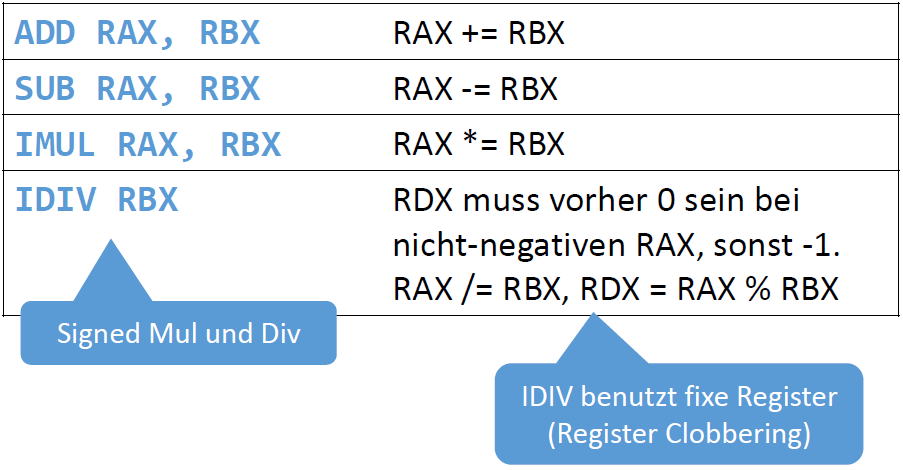 ADD RAX, RBX RAX += RBX
SUB RAX, RBX RAX -= RBX
IMUL RAX, RBX RAX *= RBX
IDIV RBX RDX muss vorher 0 sein bei
nicht-negativen RAX, sonst -1.
RAX /= RBX, RDX = RAX % RBX
Signed Mul und Div
IDIV benutzt fixe Register
(Register Clobbering)